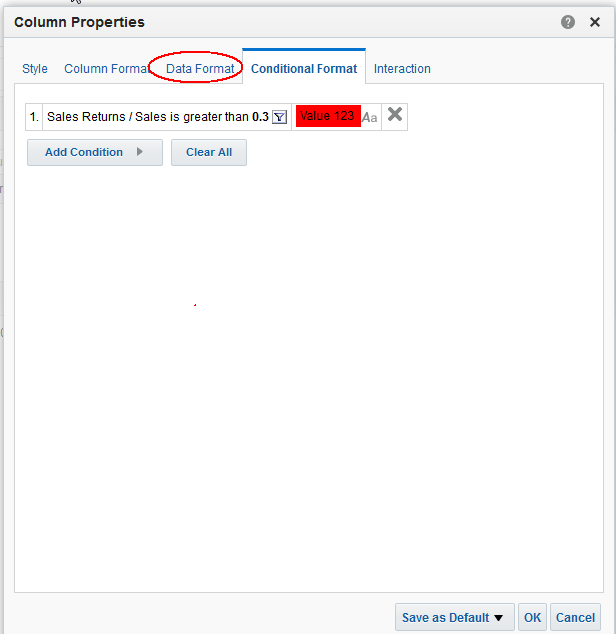 Column Properties
Style Column Format Data Format Conditional Format Interaction
1. Sales Returns / Sales is greater than 0.3 Value 123 Aa
Add Condition Clear All
Save as Default OK Cancel